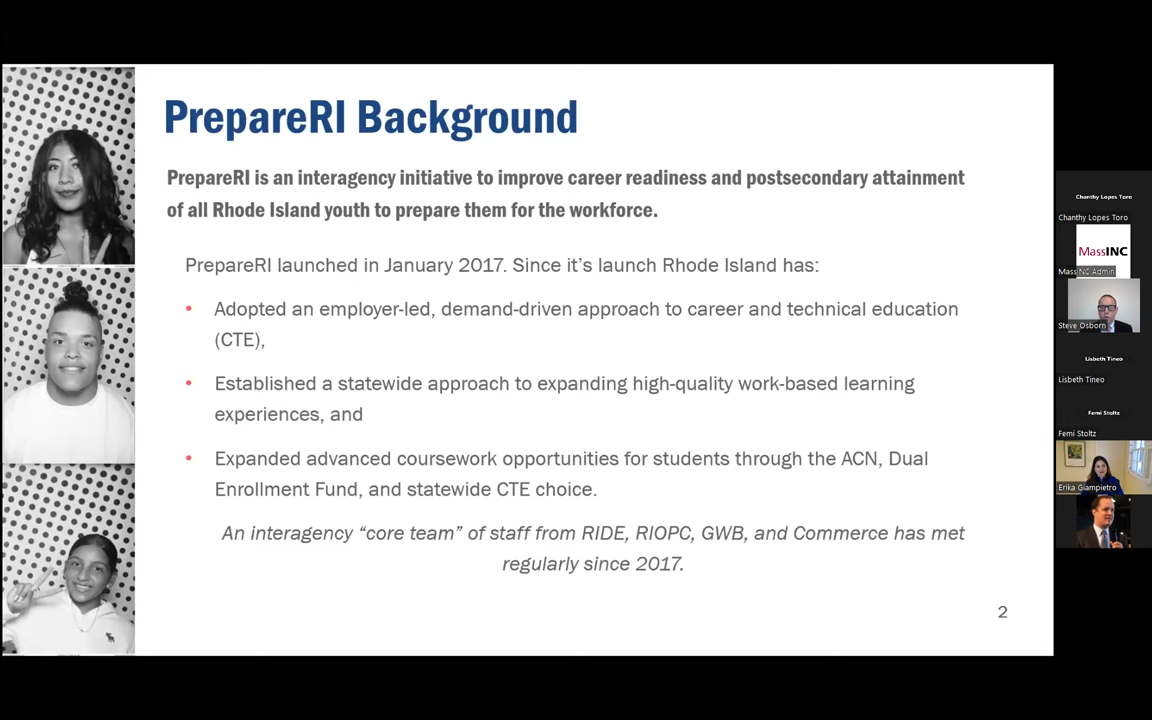 PrepareRI Background
PrepareRI is an interagency initiative to improve career readiness and postsecondary attainment
of all Rhode Island youth to prepare them for the workforce.
PrepareRI launched in January 2017. Since it’s launch Rhode Island has:
• Adopted an employer-led, demand-driven approach to career and technical education
(CTE),
• Established a statewide approach to expanding high-quality work-based learning
experiences, and
• Expanded advanced coursework opportunities for students through the ACN, Dual
Enrollment Fund, and statewide CTE choice.
An interagency “core team” of staff from RIDE, RIOPC, GWB, and Commerce has met
regularly since 2017.
2
Chanthy Lopes Toro
Chanthy Lopes Toro
MassINC
MassINC Admin
Steve Osborn
Lisbeth Tineo
Lisbeth Tineo
Femi Stoltz
Femi Stoltz
Erika Giampietro